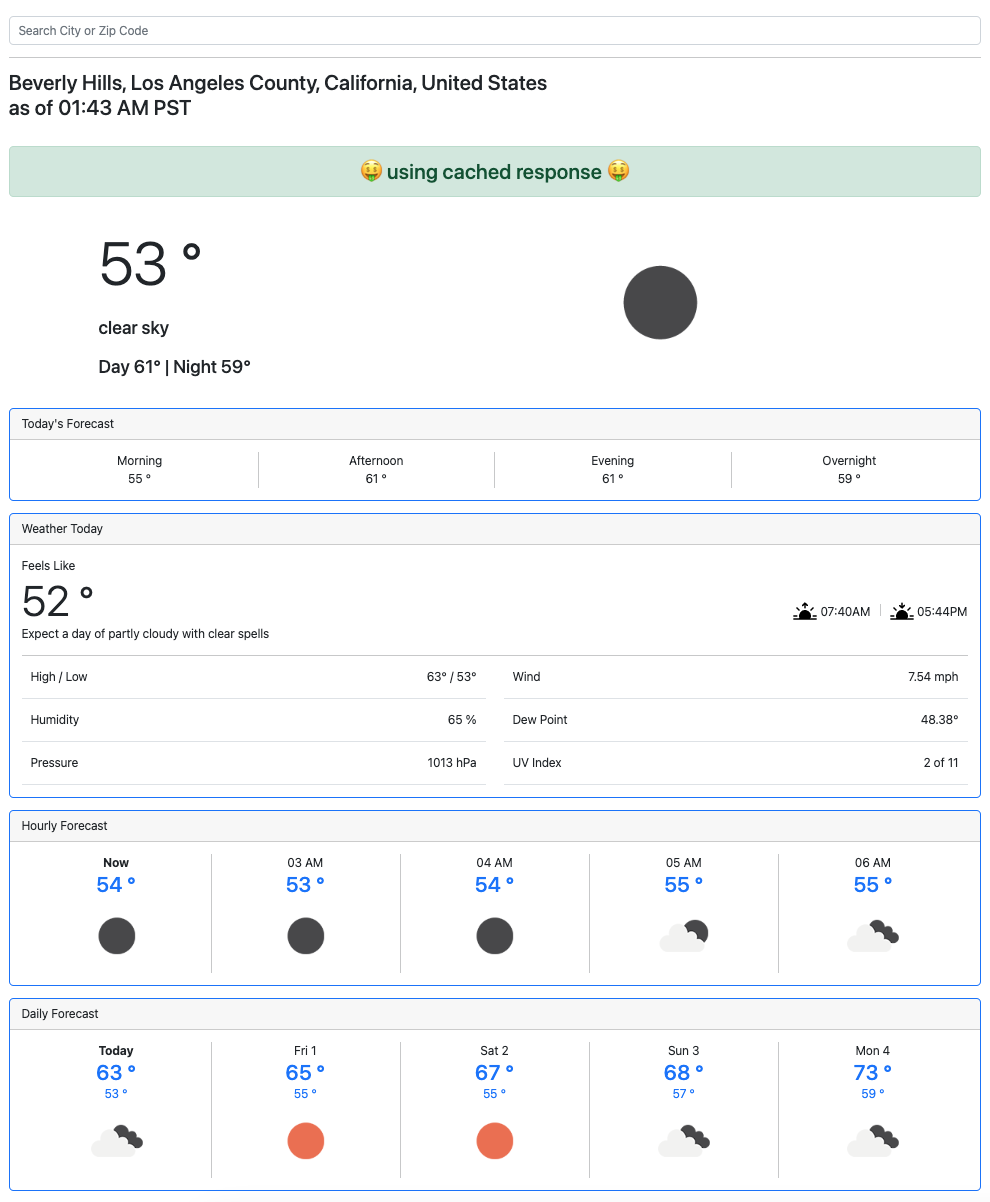 Search City or Zip Code
Beverly Hills, Los Angeles County, California, United States
as of 01:43 AM PST
🤑 using cached response 🤑
53 °
clear sky
Day 61° | Night 59°
Today's Forecast
Morning Afternoon Evening Overnight
55 ° 61 ° 61 ° 59 °
Weather Today
Feels Like
52 °
07:40AM 05:44PM
Expect a day of partly cloudy with clear spells
High / Low 63° / 53° Wind 7.54 mph
Humidity 65 % Dew Point 48.38°
Pressure 1013 hPa UV Index 2 of 11
Hourly Forecast
Now 03 AM 04 AM 05 AM 06 AM
54 ° 53 ° 54 ° 55 ° 55 °
Daily Forecast
Today Fri 1 Sat 2 Sun 3 Mon 4
63 ° 65 ° 67 ° 68 ° 73 °
53 ° 55 ° 55 ° 57 ° 59 °